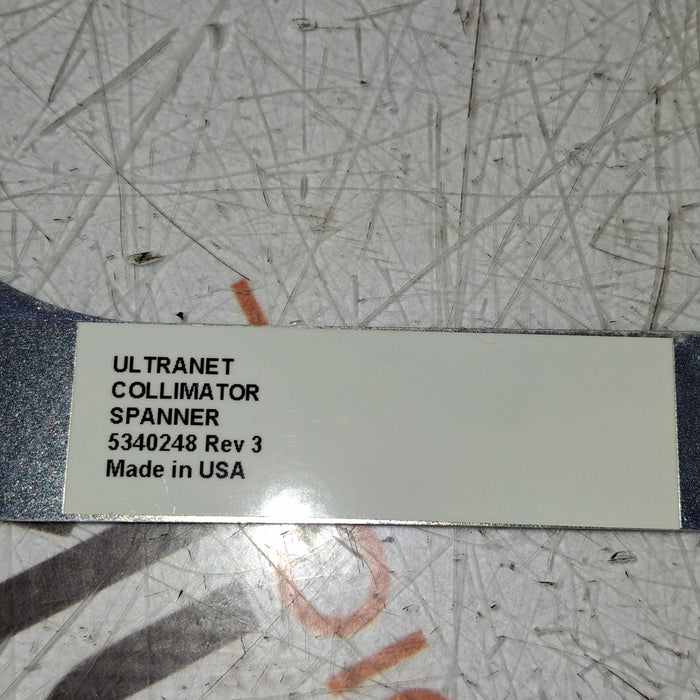 ULTRANET
COLLIMATOR
SPANNER
5340248 Rev 3
Made in USA